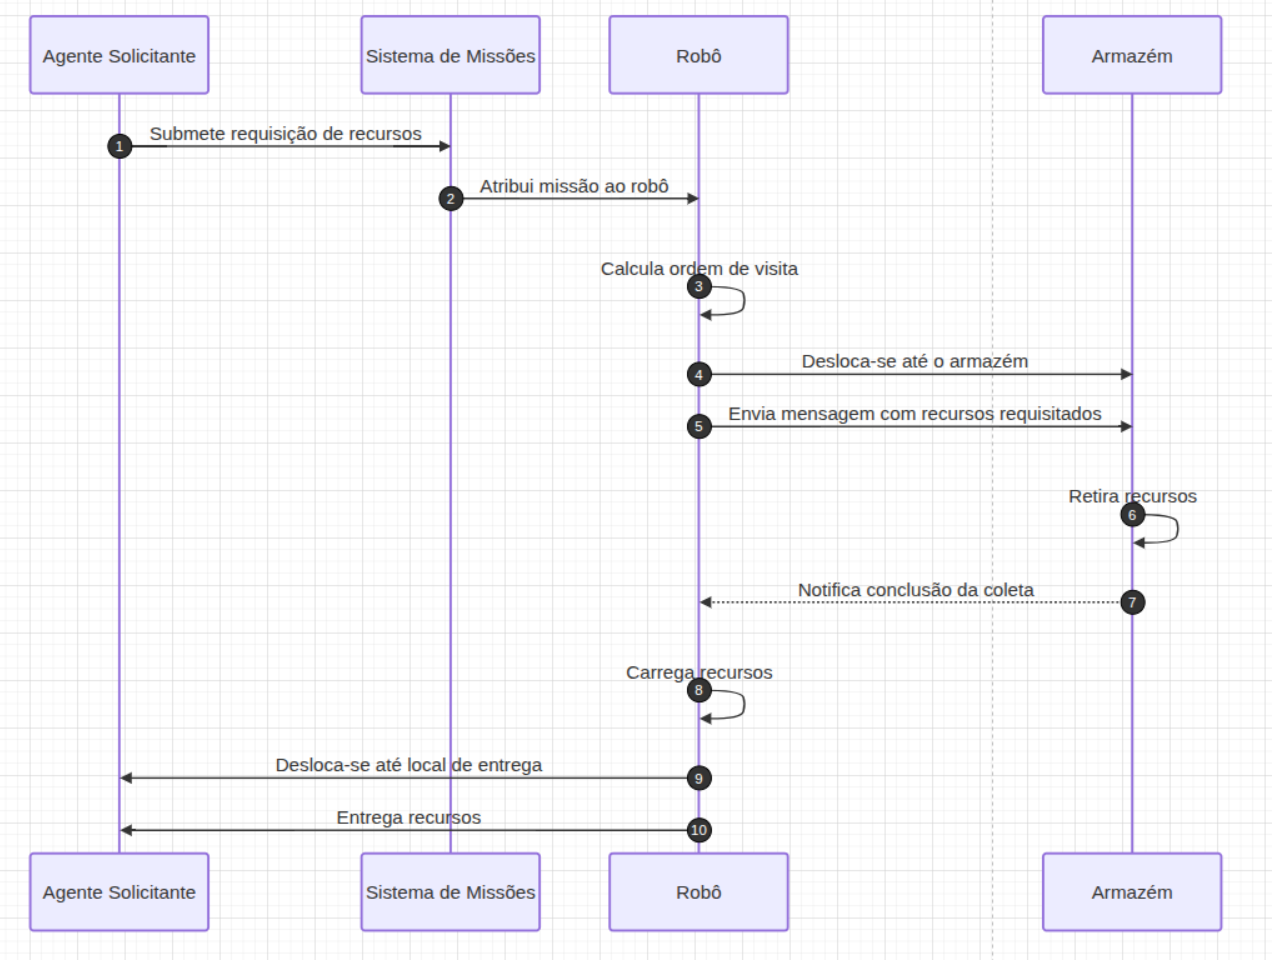 Agente Solicitante
Sistema de Missões
Robô
Armazém
Submete requisição de recursos
1
Atribui missão ao robô
2
Calcula ordem de visita
3
Desloca-se até o armazém
4
Envia mensagem com recursos requisitados
5
Retira recursos
6
Notifica conclusão da coleta
7
Carrega recursos
8
Desloca-se até local de entrega
9
Entrega recursos
10
Agente Solicitante
Sistema de Missões
Robô
Armazém